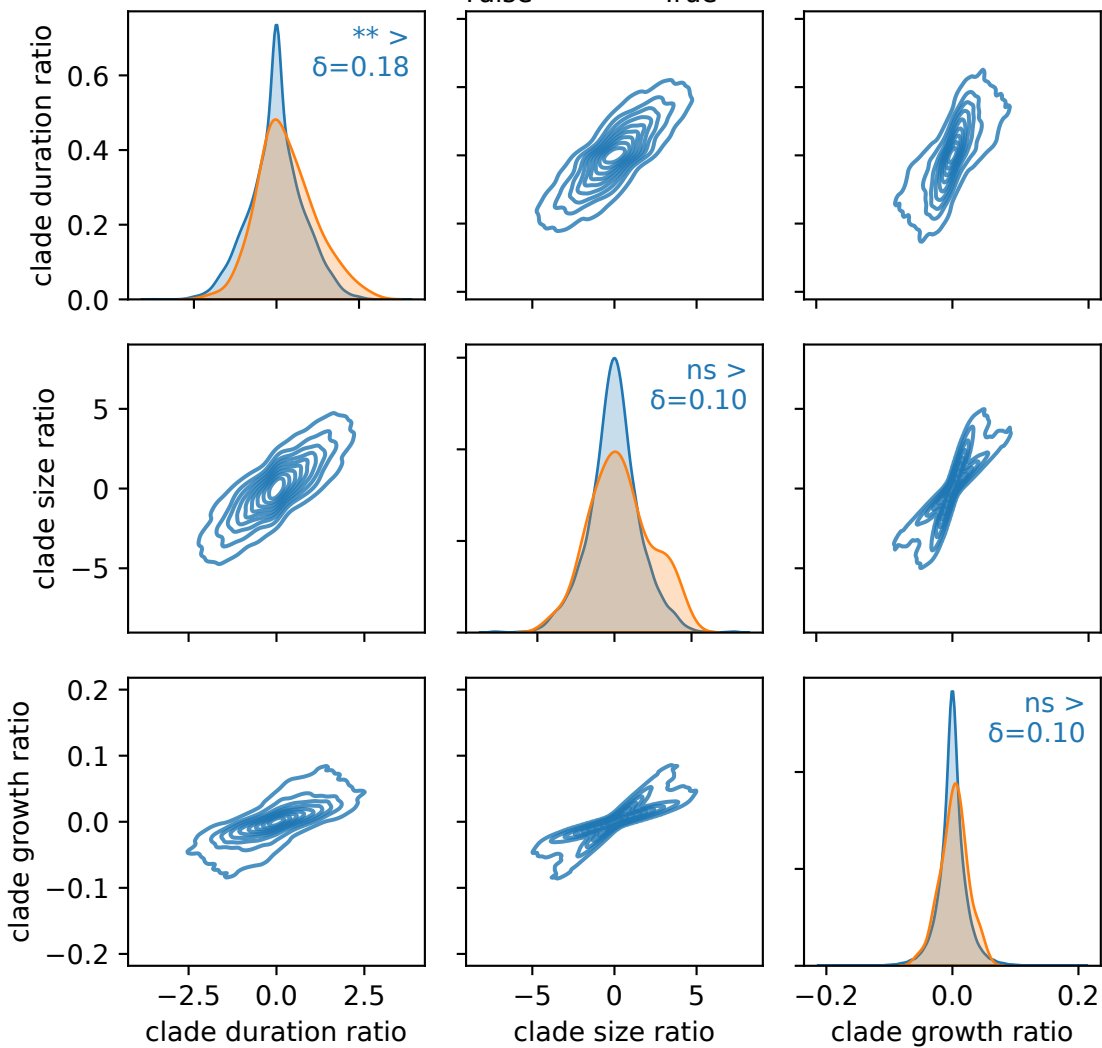 clade duration ratio
0.6
0.4
0.2
0.0
** >
δ=0.18
clade size ratio
5
0
−5
ns >
δ=0.10
clade growth ratio
0.2
0.1
0.0
−0.1
−0.2
ns >
δ=0.10
−2.5 0.0 2.5
clade duration ratio
−5 0 5
clade size ratio
−0.2 0.0 0.2
clade growth ratio